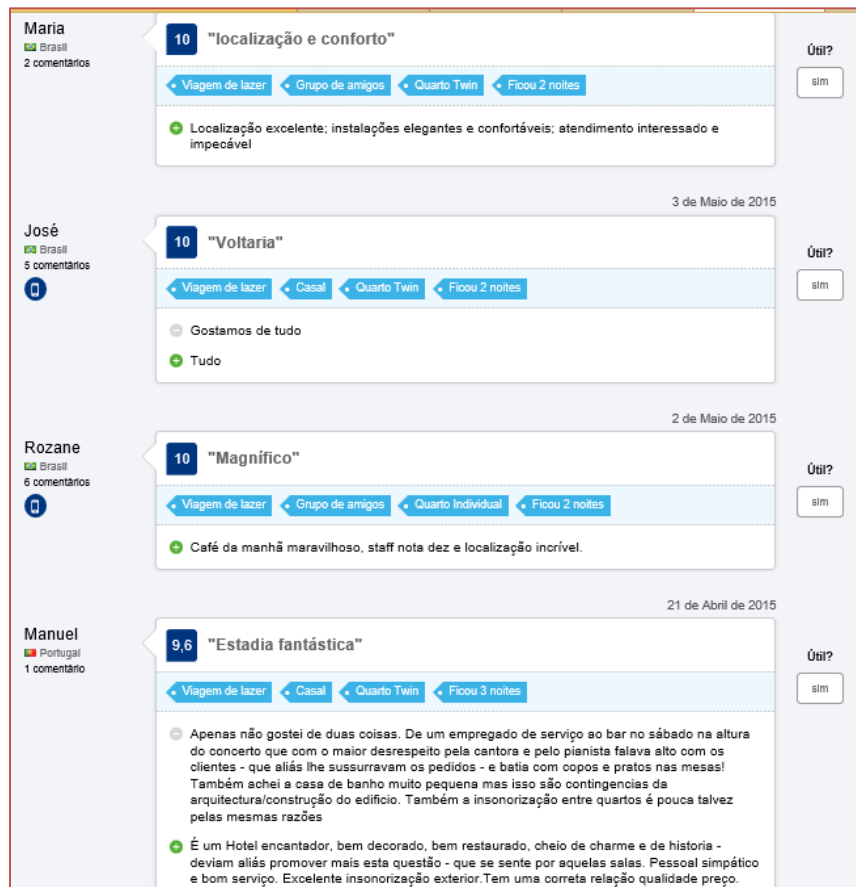 Maria
Brasil
2 comentários
10 "localização e conforto"
Viagem de lazer Grupo de amigos Quarto Twin Ficou 2 noites
Localização excelente; instalações elegantes e confortáveis; atendimento interessado e
impecável
Útil?
sim
3 de Maio de 2015
José
Brasil
5 comentários
10 "Voltaria"
Viagem de lazer Casal Quarto Twin Ficou 2 noites
Gostamos de tudo
Tudo
Útil?
sim
2 de Maio de 2015
Rozane
Brasil
6 comentários
10 "Magnífico"
Viagem de lazer Grupo de amigos Quarto Individual Ficou 2 noites
Café da manhã maravilhoso, staff nota dez e localização incrível.
Útil?
sim
21 de Abril de 2015
Manuel
Portugal
1 comentário
9,6 "Estadia fantástica"
Viagem de lazer Casal Quarto Twin Ficou 3 noites
Apenas não gostei de duas coisas. De um empregado de serviço ao bar no sábado na altura
do concerto que com o maior desrespeito pela cantora e pelo pianista falava alto com os
clientes - que aliás lhe sussurravam os pedidos - e batia com copos e pratos nas mesas!
Também achei a casa de banho muito pequena mas isso são contingencias da
arquitectura/construção do edificio. Também a insonorização entre quartos é pouca talvez
pelas mesmas razões
É um Hotel encantador, bem decorado, bem restaurado, cheio de charme e de historia -
deviam aliás promover mais esta questão - que se sente por aquelas salas. Pessoal simpático
e bom serviço. Excelente insonorização exterior.Tem uma correta relação qualidade preço.
Útil?
sim